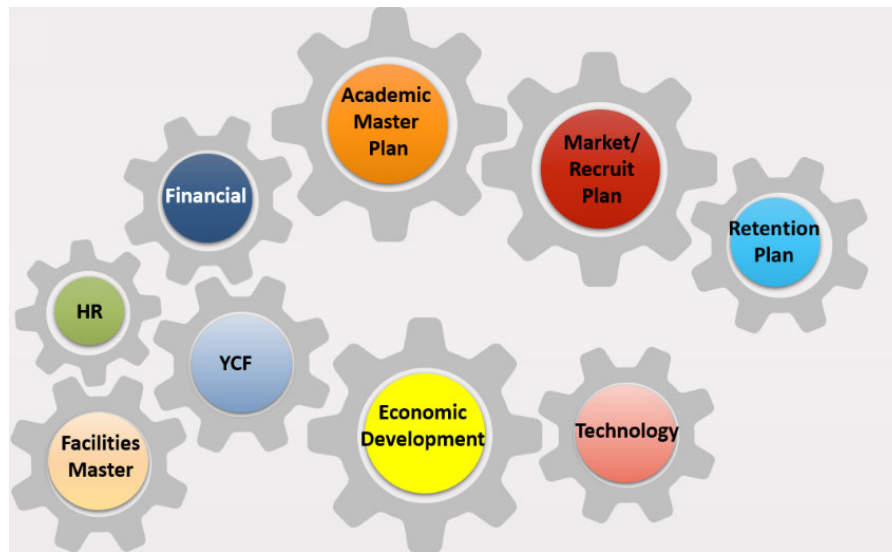 Academic
Master
Plan
Market/
Recruit
Plan
Financial
Retention
Plan
HR
YCF
Economic
Development
Technology
Facilities
Master